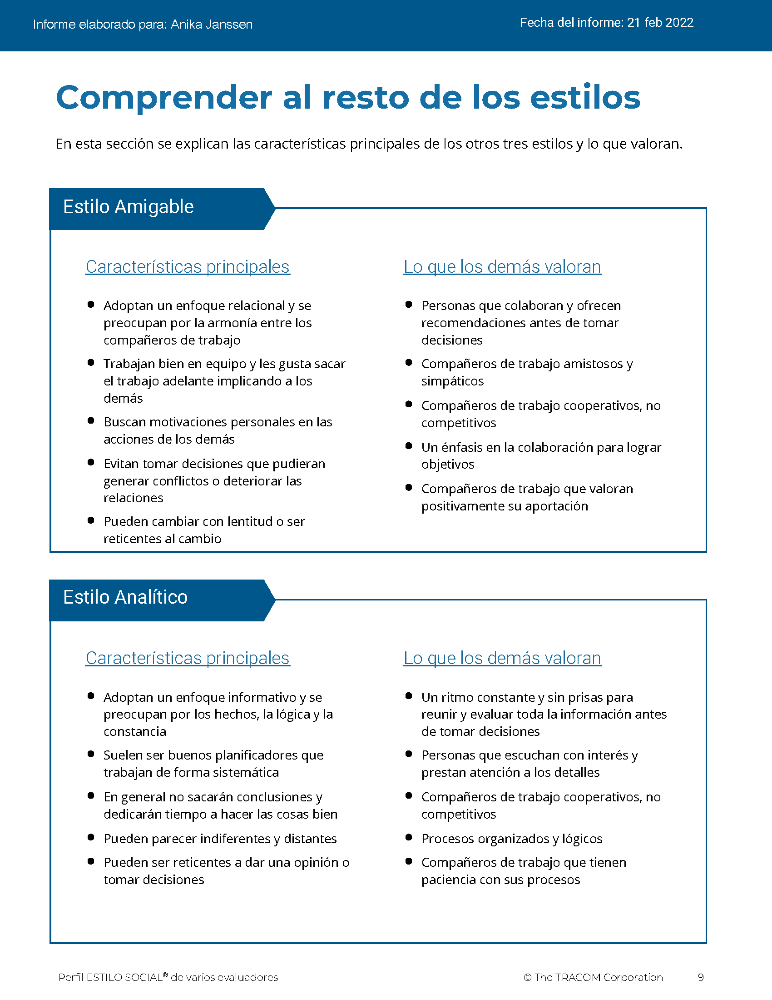 Informe elaborado para: Anika Janssen
Fecha del informe: 21 feb 2022
Comprender al resto de los estilos
En esta sección se explican las características principales de los otros tres estilos y lo que valoran.
Estilo Amigable
Características principales
Adoptan un enfoque relacional y se
preocupan por la armonía entre los
compañeros de trabajo
Trabajan bien en equipo y les gusta sacar
el trabajo adelante implicando a los
demás
Buscan motivaciones personales en las
acciones de los demás
Evitan tomar decisiones que pudieran
generar conflictos o deteriorar las
relaciones
Pueden cambiar con lentitud o ser
reticentes al cambio
Lo que los demás valoran
Personas que colaboran y ofrecen
recomendaciones antes de tomar
decisiones
Compañeros de trabajo amistosos y
simpáticos
Compañeros de trabajo cooperativos, no
competitivos
Un énfasis en la colaboración para lograr
objetivos
Compañeros de trabajo que valoran
positivamente su aportación
Estilo Analítico
Características principales
Adoptan un enfoque informativo y se
preocupan por los hechos, la lógica y la
constancia
Suelen ser buenos planificadores que
trabajan de forma sistemática
En general no sacarán conclusiones y
dedicarán tiempo a hacer las cosas bien
Pueden parecer indiferentes y distantes
Pueden ser reticentes a dar una opinión o
tomar decisiones
Lo que los demás valoran
Un ritmo constante y sin prisas para
reunir y evaluar toda la información antes
de tomar decisiones
Personas que escuchan con interés y
prestan atención a los detalles
Compañeros de trabajo cooperativos, no
competitivos
Procesos organizados y lógicos
Compañeros de trabajo que tienen
paciencia con sus procesos
Perfil ESTILO SOCIAL® de varios evaluadores
© The TRACOM Corporation
9